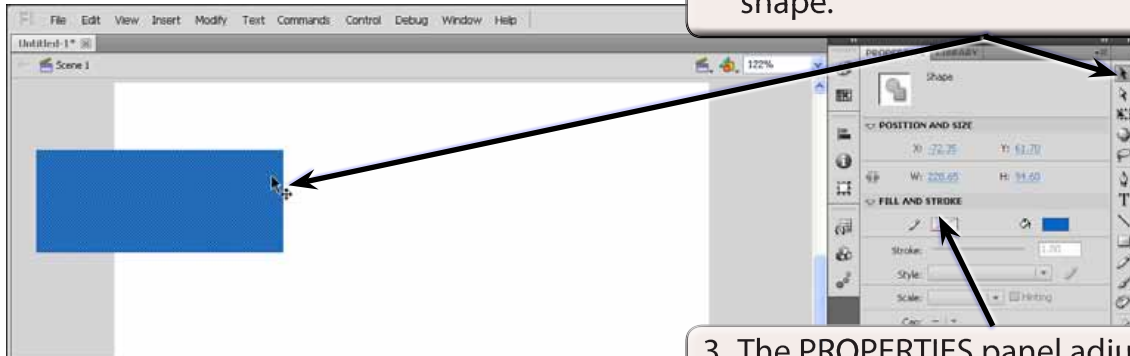 shape.
File Edit View Insert Modify Text Commands Control Debug Window Help
Untitled-1*
Scene 1
122%
PROPERTIES LIBRARY
Shape
POSITION AND SIZE
X: -72.35 Y: 61.70
W: 220.65 H: 94.60
FILL AND STROKE
Stroke: 1.00
Style:
Scale: Hinting
Cap:
3. The PROPERTIES panel adju